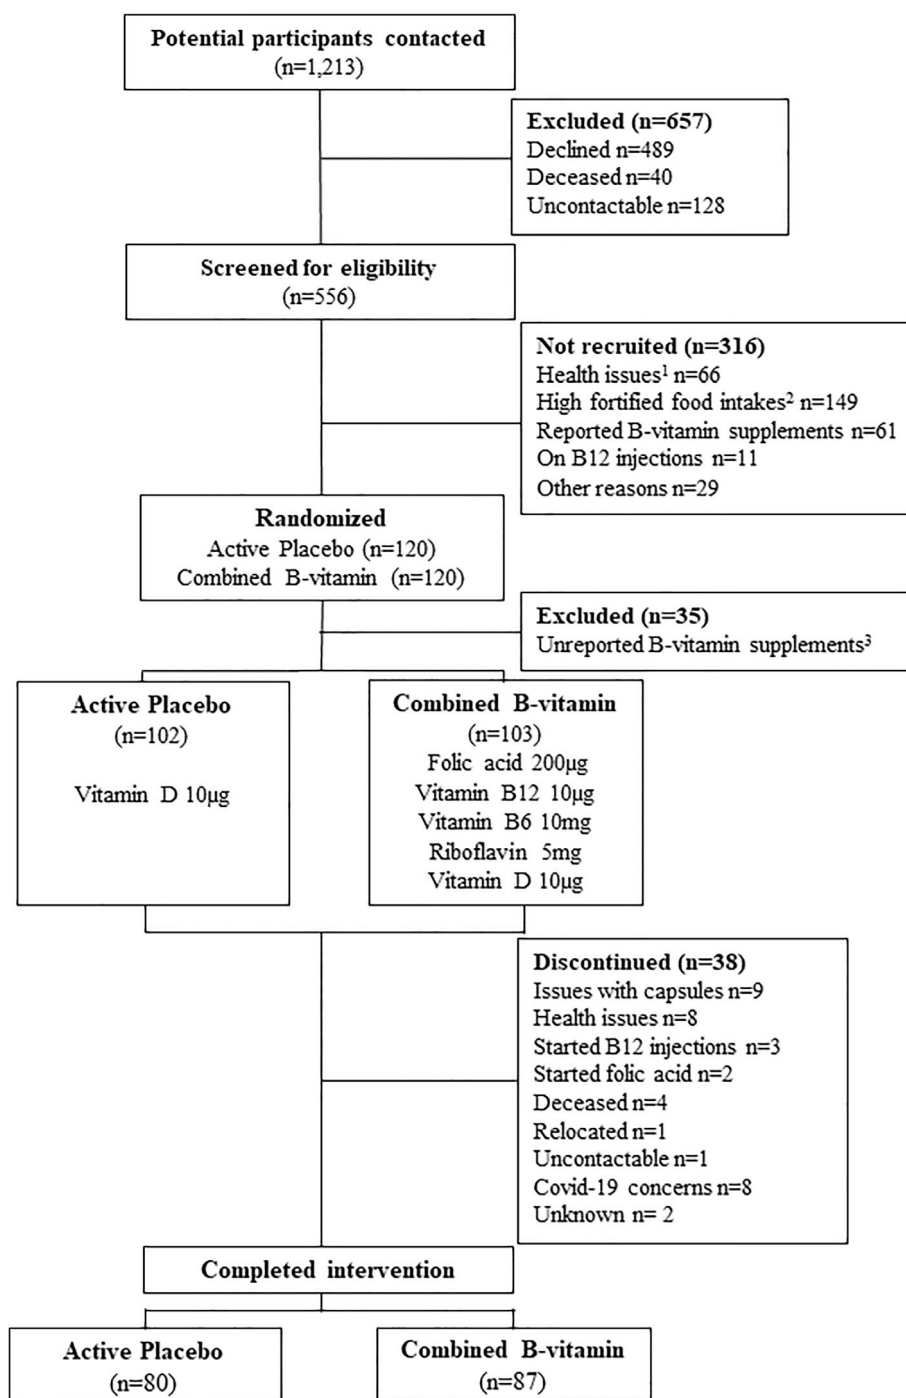 Potential participants contacted
(n=1,213)
Excluded (n=657)
Declined n=489
Deceased n=40
Uncontactable n=128
Screened for eligibility
(n=556)
Not recruited (n=316)
Health issues¹ n=66
High fortified food intakes² n=149
Reported B-vitamin supplements n=61
On B12 injections n=11
Other reasons n=29
Randomized
Active Placebo (n=120)
Combined B-vitamin (n=120)
Excluded (n=35)
Unreported B-vitamin supplements³
Active Placebo
(n=102)
Vitamin D 10µg
Combined B-vitamin
(n=103)
Folic acid 200µg
Vitamin B12 10µg
Vitamin B6 10mg
Riboflavin 5mg
Vitamin D 10µg
Discontinued (n=38)
Issues with capsules n=9
Health issues n=8
Started B12 injections n=3
Started folic acid n=2
Deceased n=4
Relocated n=1
Uncontactable n=1
Covid-19 concerns n=8
Unknown n= 2
Completed intervention
Active Placebo
(n=80)
Combined B-vitamin
(n=87)